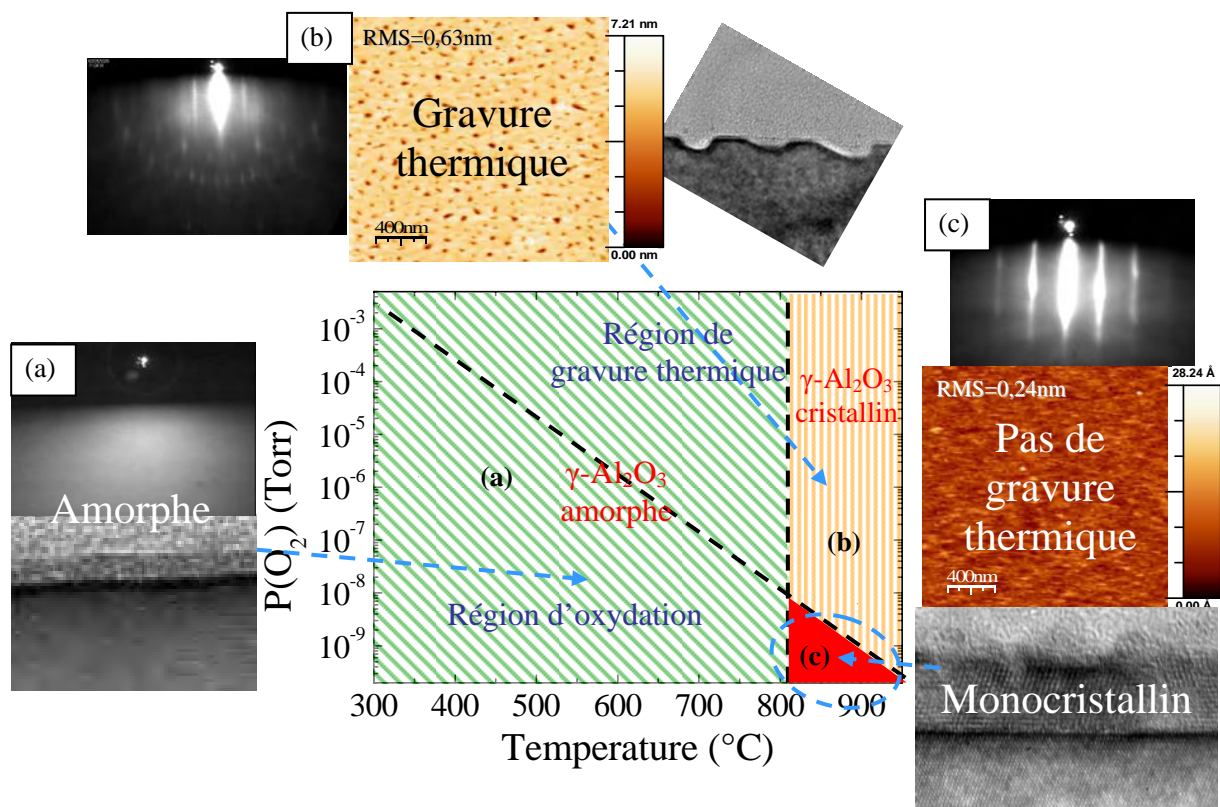 (b)
RMS=0,63nm
Gravure
thermique
400nm
7.21 nm
0.00 nm
(c)
RMS=0,24nm
Pas de
gravure
thermique
400nm
28.24 Å
0.00 Å
Monocristallin
(a)
Amorphe
P(O₂) (Torr)
10⁻³
10⁻⁴
10⁻⁵
10⁻⁶
10⁻⁷
10⁻⁸
10⁻⁹
Région de
gravure thermique
γ-Al₂O₃
cristallin
(a)
γ-Al₂O₃
amorphe
(b)
Région d'oxydation
(c)
300 400 500 600 700 800 900
Temperature (°C)